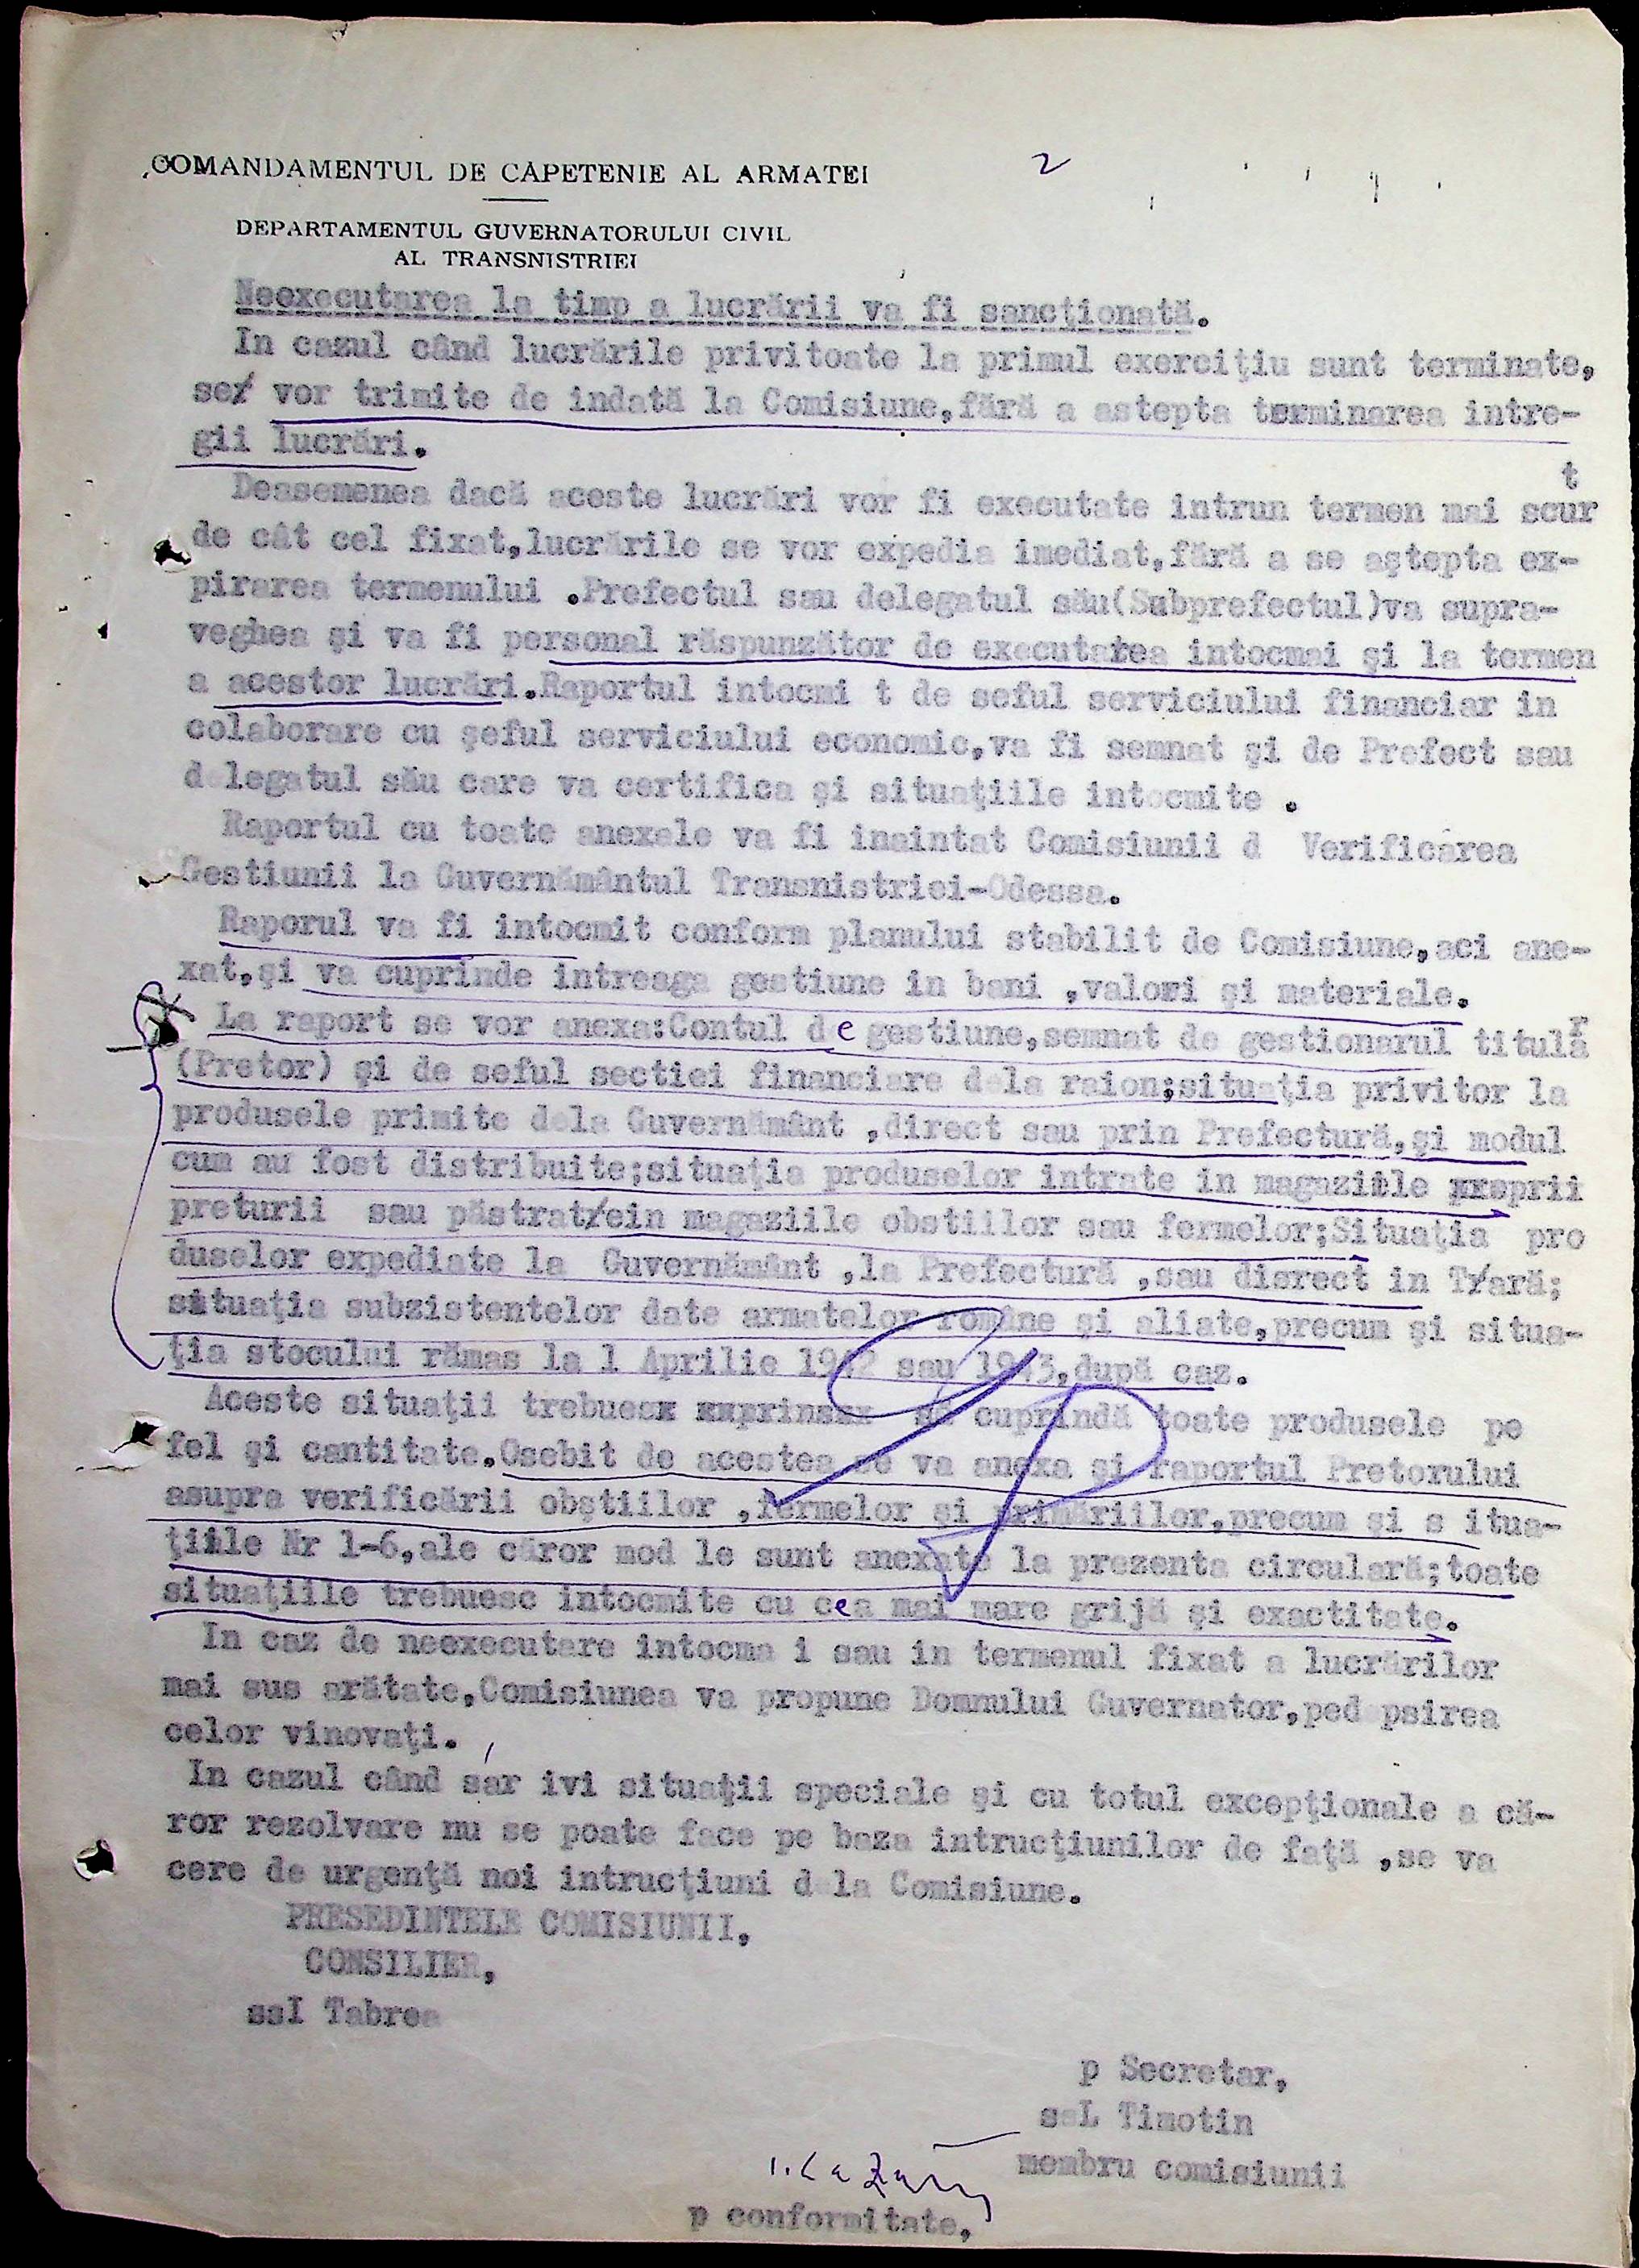 COMANDAMENTUL DE CAPETENIE AL ARMATEI
2
DEPARTAMENTUL GUVERNATORULUI CIVIL
AL TRANSNISTRIEI
Neexecutarea la timp a lucrării va fi sancţionată.
In cazul când lucrările privitoate la primul exerciţiu sunt terminate,
se/ vor trimite de indată la Comisiune,fără a astepta terminarea intre-
gii lucrări.
Deasemenea dacă aceste lucrări vor fi executate intrun termen mai scurt
de cât cel fixat,lucrările se vor expedia imediat,fără a se aştepta ex-
pirarea termenului .Prefectul sau delegatul său(Subprefectul)va supra-
veghea şi va fi personal răspunzător de executarea intocmai şi la termen
a acestor lucrări.Raportul intocmi t de seful serviciului financiar in
colaborare cu şeful serviciului economic,va fi semnat şi de Prefect sau
delegatul său care va certifica şi situaţiile intocmite .
Raportul cu toate anexele va fi inaintat Comisiunii d Verificarea
Gestiunii la Guvernământul Transnistriei-Odessa.
Raporul va fi intocmit conform planului stabilit de Comisiune,aci ane-
xat,şi va cuprinde intreaga gestiune in bani ,valori şi materiale.
La raport se vor anexa:Contul de gestiune,semnat de gestionarul titular
(Pretor) şi de seful sectiei financiare dela raion;situaţia privitor la
produsele primite dela Guvernământ ,direct sau prin Prefectură,şi modul
cum au fost distribuite;situaţia produselor intrate in magaziile proprii
preturii sau păstrat/ein magaziile obstiilor sau fermelor;Situaţia pro
duselor expediate la Guvernământ ,la Prefectură ,sau disrect in T/ară;
situaţia subzistentelor date armatelor române şi aliate,precum şi situa-
ţia stocului rămas la 1 Aprilie 1942 sau 1943,după caz.
Aceste situaţii trebuesc să cuprindă toate produsele pe
fel şi cantitate.Osebit de acestea se va anexa şi raportul Pretorului
asupra verificării obştiilor ,fermelor şi primăriilor,precum şi s itua-
ţiile Nr 1-6,ale căror mod le sunt anexate la prezenta circulară;toate
situaţiile trebuesc intocmite cu cea mai mare grijă şi exactitate.
In caz de neexecutare intocma i sau in termenul fixat a lucrărilor
mai sus arătate,Comisiunea va propune Domnului Guvernator,pedepsirea
celor vinovaţi.
In cazul când sar ivi situaţii speciale şi cu totul excepţionale a că-
ror rezolvare nu se poate face pe baza intrucţiunilor de faţă ,se va
cere de urgenţă noi intrucţiuni dela Comisiune.
PRESEDINTELE COMISIUNII,
CONSILIER,
ssI Tabrea
p Secretar,
ssL Timotin
membru comisiunii
p conformitate,